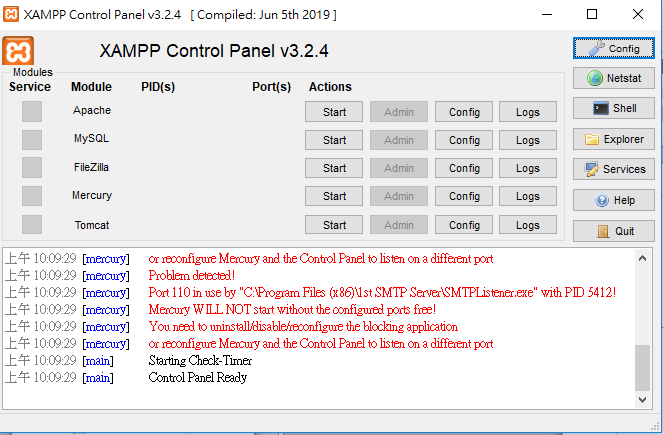 XAMPP Control Panel v3.2.4 [ Compiled: Jun 5th 2019 ]
XAMPP Control Panel v3.2.4
Config
Modules
Service Module PID(s) Port(s) Actions
Netstat
Apache Start Admin Config Logs
Shell
MySQL Start Admin Config Logs
Explorer
FileZilla Start Admin Config Logs
Services
Mercury Start Admin Config Logs
Help
Tomcat Start Admin Config Logs
Quit
上午 10:09:29 [mercury] or reconfigure Mercury and the Control Panel to listen on a different port
上午 10:09:29 [mercury] Problem detected!
上午 10:09:29 [mercury] Port 110 in use by "C:\Program Files (x86)\1st SMTP Server\SMTPListener.exe" with PID 5412!
上午 10:09:29 [mercury] Mercury WILL NOT start without the configured ports free!
上午 10:09:29 [mercury] You need to uninstall/disable/reconfigure the blocking application
上午 10:09:29 [mercury] or reconfigure Mercury and the Control Panel to listen on a different port
上午 10:09:29 [main] Starting Check-Timer
上午 10:09:29 [main] Control Panel Ready